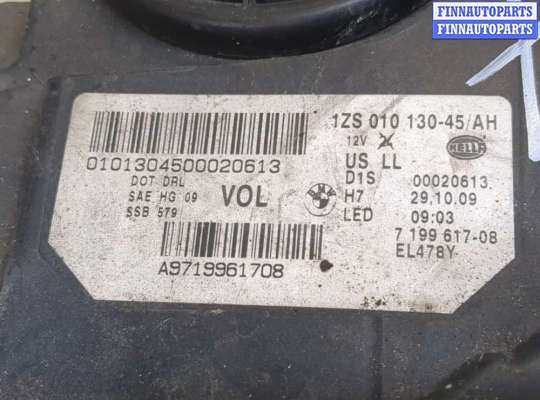 FINNAUTOPARTS
FINNAUTOPARTS
1ZS 010 130-45/AH
12V
HELLA
0101304500020613
US LL
DOT DRL
SAE HG 09
SSB 579
VOL
D1S 00020613
H7 29.10.09
LED 09:03
7 199 617-08
EL478Y
A9719961708